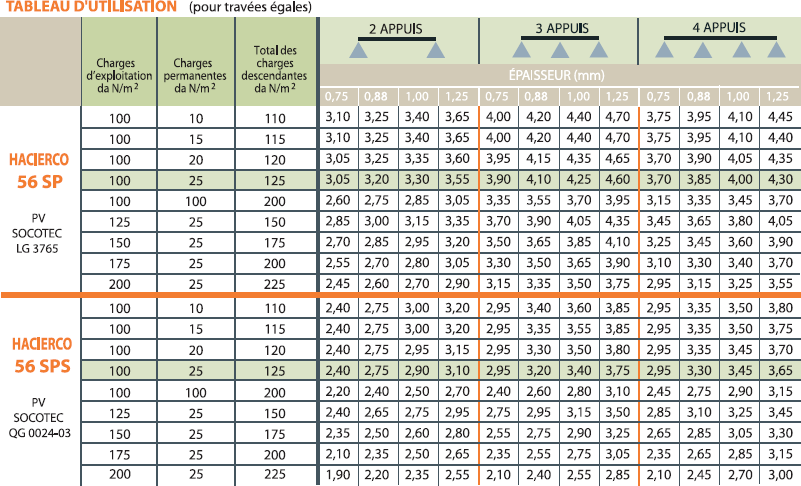 TABLEAU D'UTILISATION (pour travées égales)
2 APPUIS 3 APPUIS 4 APPUIS
Charges d'exploitation da N/m² Charges permanentes da N/m² Total des charges descendantes da N/m²
ÉPAISSEUR (mm)
0,75 0,88 1,00 1,25 0,75 0,88 1,00 1,25 0,75 0,88 1,00 1,25
HACIERCO
56 SP
PV
SOCOTEC
LG 3765
100 10 110 3,10 3,25 3,40 3,65 4,00 4,20 4,40 4,70 3,75 3,95 4,10 4,45
100 15 115 3,10 3,25 3,40 3,65 4,00 4,20 4,40 4,70 3,75 3,95 4,10 4,40
100 20 120 3,05 3,25 3,35 3,60 3,95 4,15 4,35 4,65 3,70 3,90 4,05 4,35
100 25 125 3,05 3,20 3,30 3,55 3,90 4,10 4,25 4,60 3,70 3,85 4,00 4,30
100 100 200 2,60 2,75 2,85 3,05 3,35 3,55 3,70 3,95 3,15 3,35 3,45 3,70
125 25 150 2,85 3,00 3,15 3,35 3,70 3,90 4,05 4,35 3,45 3,65 3,80 4,05
150 25 175 2,70 2,85 2,95 3,20 3,50 3,65 3,85 4,10 3,25 3,45 3,60 3,90
175 25 200 2,55 2,70 2,80 3,05 3,30 3,50 3,65 3,90 3,10 3,30 3,40 3,70
200 25 225 2,45 2,60 2,70 2,90 3,15 3,35 3,50 3,75 2,95 3,15 3,25 3,55
HACIERCO
56 SPS
PV
SOCOTEC
QG 0024-03
100 10 110 2,40 2,75 3,00 3,20 2,95 3,40 3,60 3,85 2,95 3,35 3,50 3,80
100 15 115 2,40 2,75 3,00 3,20 2,95 3,35 3,55 3,85 2,95 3,35 3,50 3,75
100 20 120 2,40 2,75 2,95 3,15 2,95 3,30 3,50 3,80 2,95 3,35 3,45 3,70
100 25 125 2,40 2,75 2,90 3,10 2,95 3,20 3,40 3,75 2,95 3,30 3,45 3,65
100 100 200 2,20 2,40 2,50 2,70 2,40 2,60 2,80 3,10 2,45 2,75 2,90 3,15
125 25 150 2,40 2,65 2,75 2,95 2,75 2,95 3,15 3,50 2,85 3,10 3,25 3,45
150 25 175 2,35 2,50 2,60 2,80 2,55 2,75 2,90 3,25 2,65 2,85 3,05 3,30
175 25 200 2,10 2,35 2,50 2,65 2,35 2,55 2,75 3,05 2,35 2,65 2,85 3,15
200 25 225 1,90 2,20 2,35 2,55 2,10 2,40 2,55 2,85 2,10 2,45 2,70 3,00